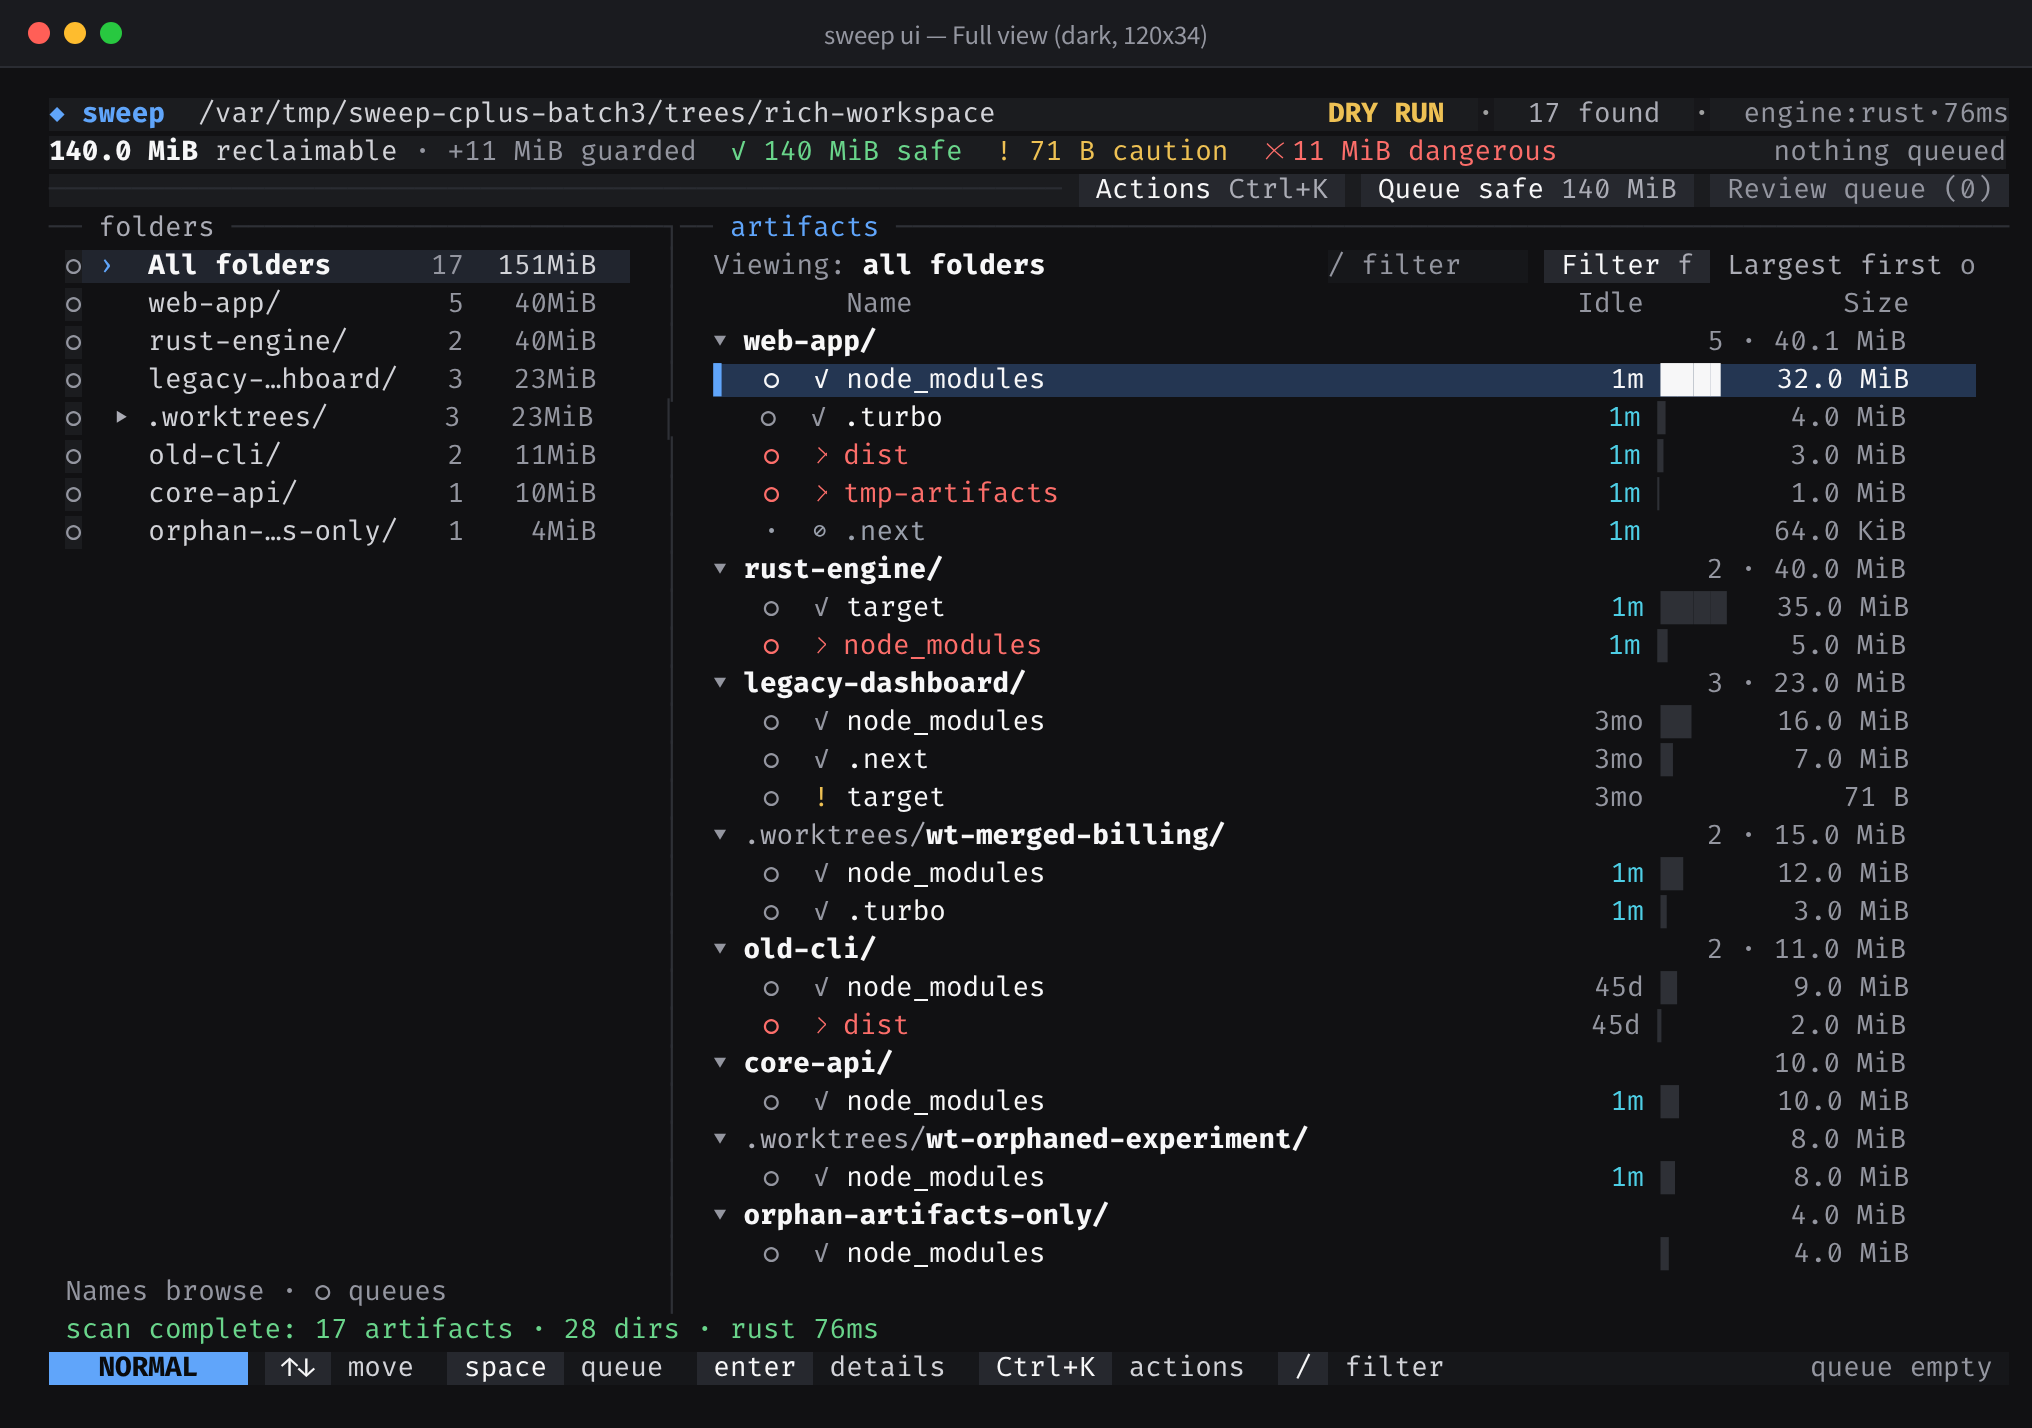 sweep ui — Full view (dark, 120x34)
◆ sweep /var/tmp/sweep-cplus-batch3/trees/rich-workspace DRY RUN · 17 found · engine:rust·76ms
140.0 MiB reclaimable · +11 MiB guarded √ 140 MiB safe ! 71 B caution ×11 MiB dangerous nothing queued
Actions Ctrl+K Queue safe 140 MiB Review queue (0)
folders
○ › All folders 17 151MiB
○ web-app/ 5 40MiB
○ rust-engine/ 2 40MiB
○ legacy-…hboard/ 3 23MiB
○ ▸ .worktrees/ 3 23MiB
○ old-cli/ 2 11MiB
○ core-api/ 1 10MiB
○ orphan-…s-only/ 1 4MiB
Names browse · ○ queues
artifacts
Viewing: all folders / filter Filter f Largest first o
Name Idle Size
▾ web-app/ 5 · 40.1 MiB
○ √ node_modules 1m 32.0 MiB
○ √ .turbo 1m 4.0 MiB
○ > dist 1m 3.0 MiB
○ > tmp-artifacts 1m 1.0 MiB
· ⊘ .next 1m 64.0 KiB
▾ rust-engine/ 2 · 40.0 MiB
○ √ target 1m 35.0 MiB
○ > node_modules 1m 5.0 MiB
▾ legacy-dashboard/ 3 · 23.0 MiB
○ √ node_modules 3mo 16.0 MiB
○ √ .next 3mo 7.0 MiB
○ ! target 3mo 71 B
▾ .worktrees/wt-merged-billing/ 2 · 15.0 MiB
○ √ node_modules 1m 12.0 MiB
○ √ .turbo 1m 3.0 MiB
▾ old-cli/ 2 · 11.0 MiB
○ √ node_modules 45d 9.0 MiB
○ > dist 45d 2.0 MiB
▾ core-api/ 10.0 MiB
○ √ node_modules 1m 10.0 MiB
▾ .worktrees/wt-orphaned-experiment/ 8.0 MiB
○ √ node_modules 1m 8.0 MiB
▾ orphan-artifacts-only/ 4.0 MiB
○ √ node_modules 4.0 MiB
scan complete: 17 artifacts · 28 dirs · rust 76ms
NORMAL ↑↓ move space queue enter details Ctrl+K actions / filter queue empty